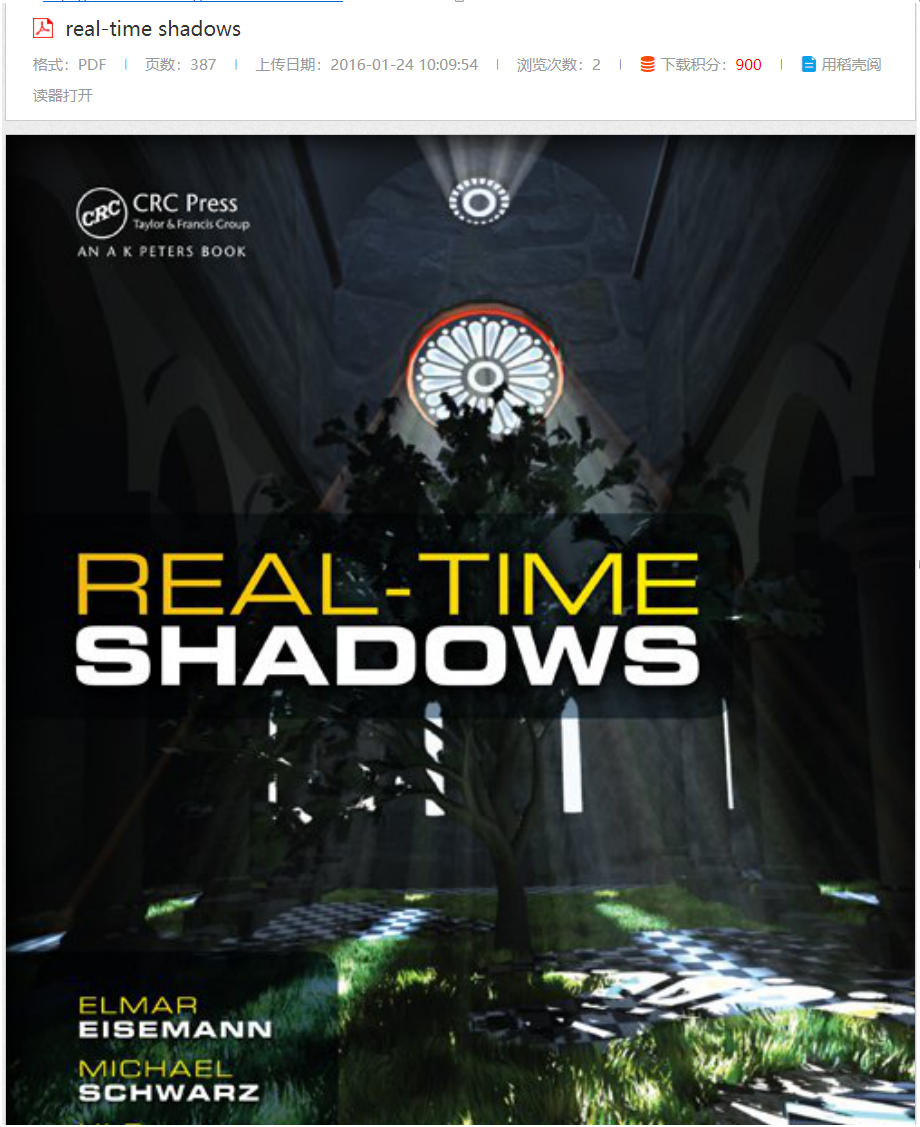 real-time shadows
格式：PDF | 页数：387 | 上传日期：2016-01-24 10:09:54 | 浏览次数：2 | 下载积分：900 | 用稻壳阅
读器打开
CRC CRC Press
Taylor & Francis Group
AN A K PETERS BOOK
REAL-TIME
SHADOWS
ELMAR
EISEMANN
MICHAEL
SCHWARZ